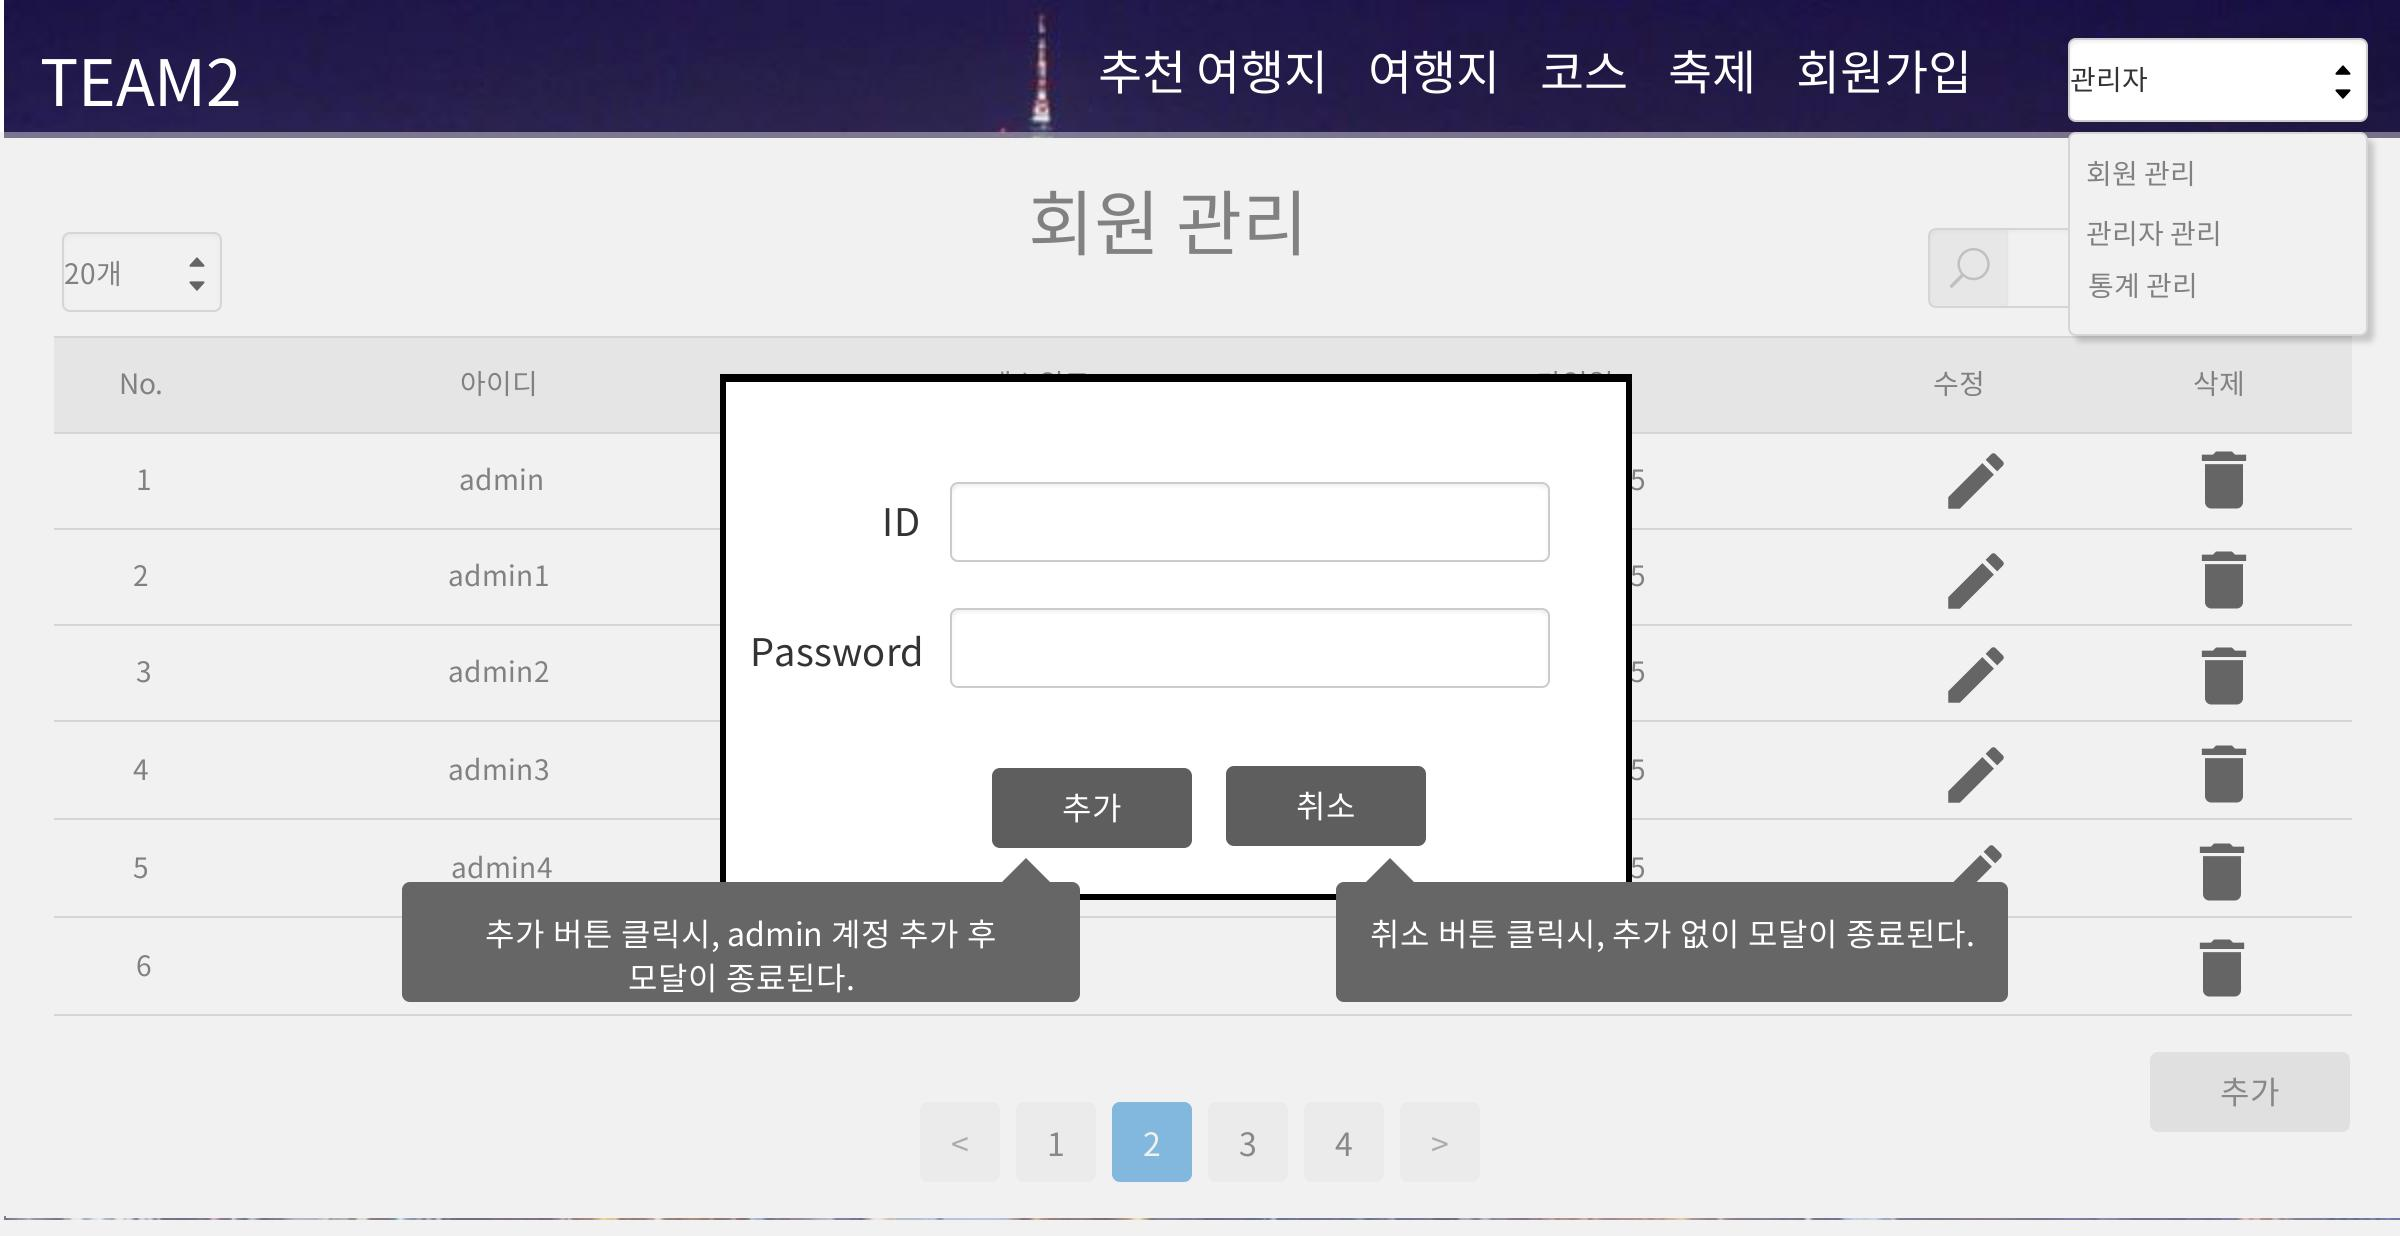 TEAM2
추천 여행지 여행지 코스 축제 회원가입
관리자
회원 관리
관리자 관리
통계 관리
회원 관리
20개
No. 아이디 수정 삭제
1 admin 5
2 admin1 5
3 admin2 5
4 admin3 5
5 admin4 5
6
ID
Password
추가 취소
추가 버튼 클릭시, admin 계정 추가 후
모달이 종료된다.
취소 버튼 클릭시, 추가 없이 모달이 종료된다.
추가
< 1 2 3 4 >